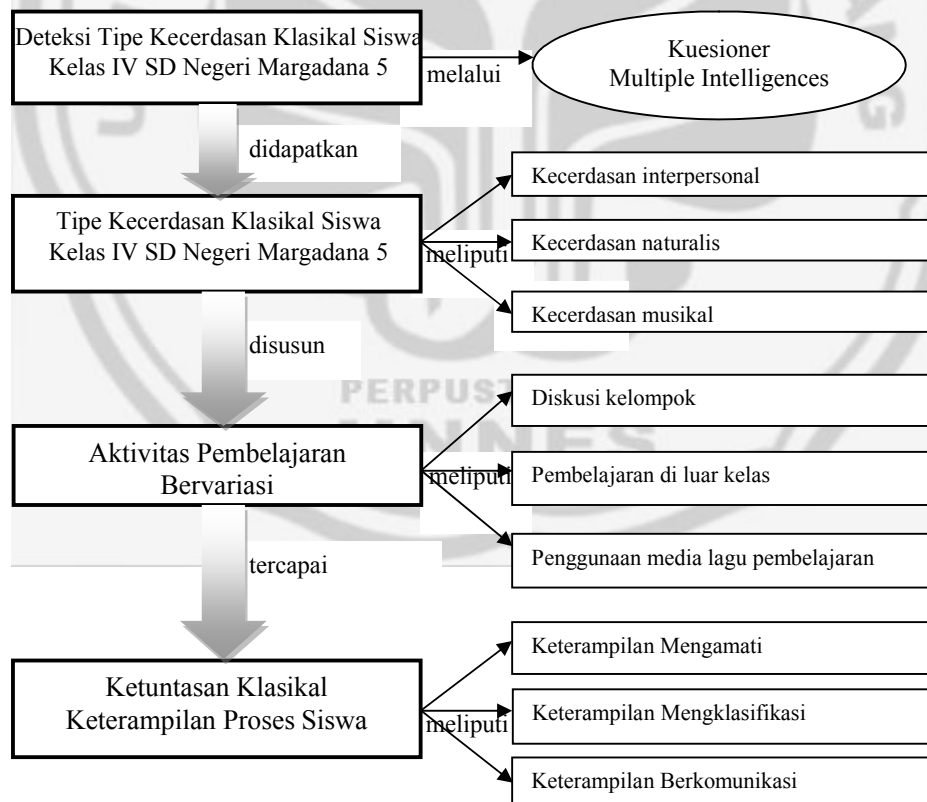 Deteksi Tipe Kecerdasan Klasikal Siswa
Kelas IV SD Negeri Margadana 5
melalui
Kuesioner
Multiple Intelligences
didapatkan
Tipe Kecerdasan Klasikal Siswa
Kelas IV SD Negeri Margadana 5
meliputi
Kecerdasan interpersonal
Kecerdasan naturalis
Kecerdasan musikal
disusun
PERPUST
UNNES
Aktivitas Pembelajaran
Bervariasi
meliputi
Diskusi kelompok
Pembelajaran di luar kelas
Penggunaan media lagu pembelajaran
tercapai
Ketuntasan Klasikal
Keterampilan Proses Siswa
meliputi
Keterampilan Mengamati
Keterampilan Mengklasifikasi
Keterampilan Berkomunikasi